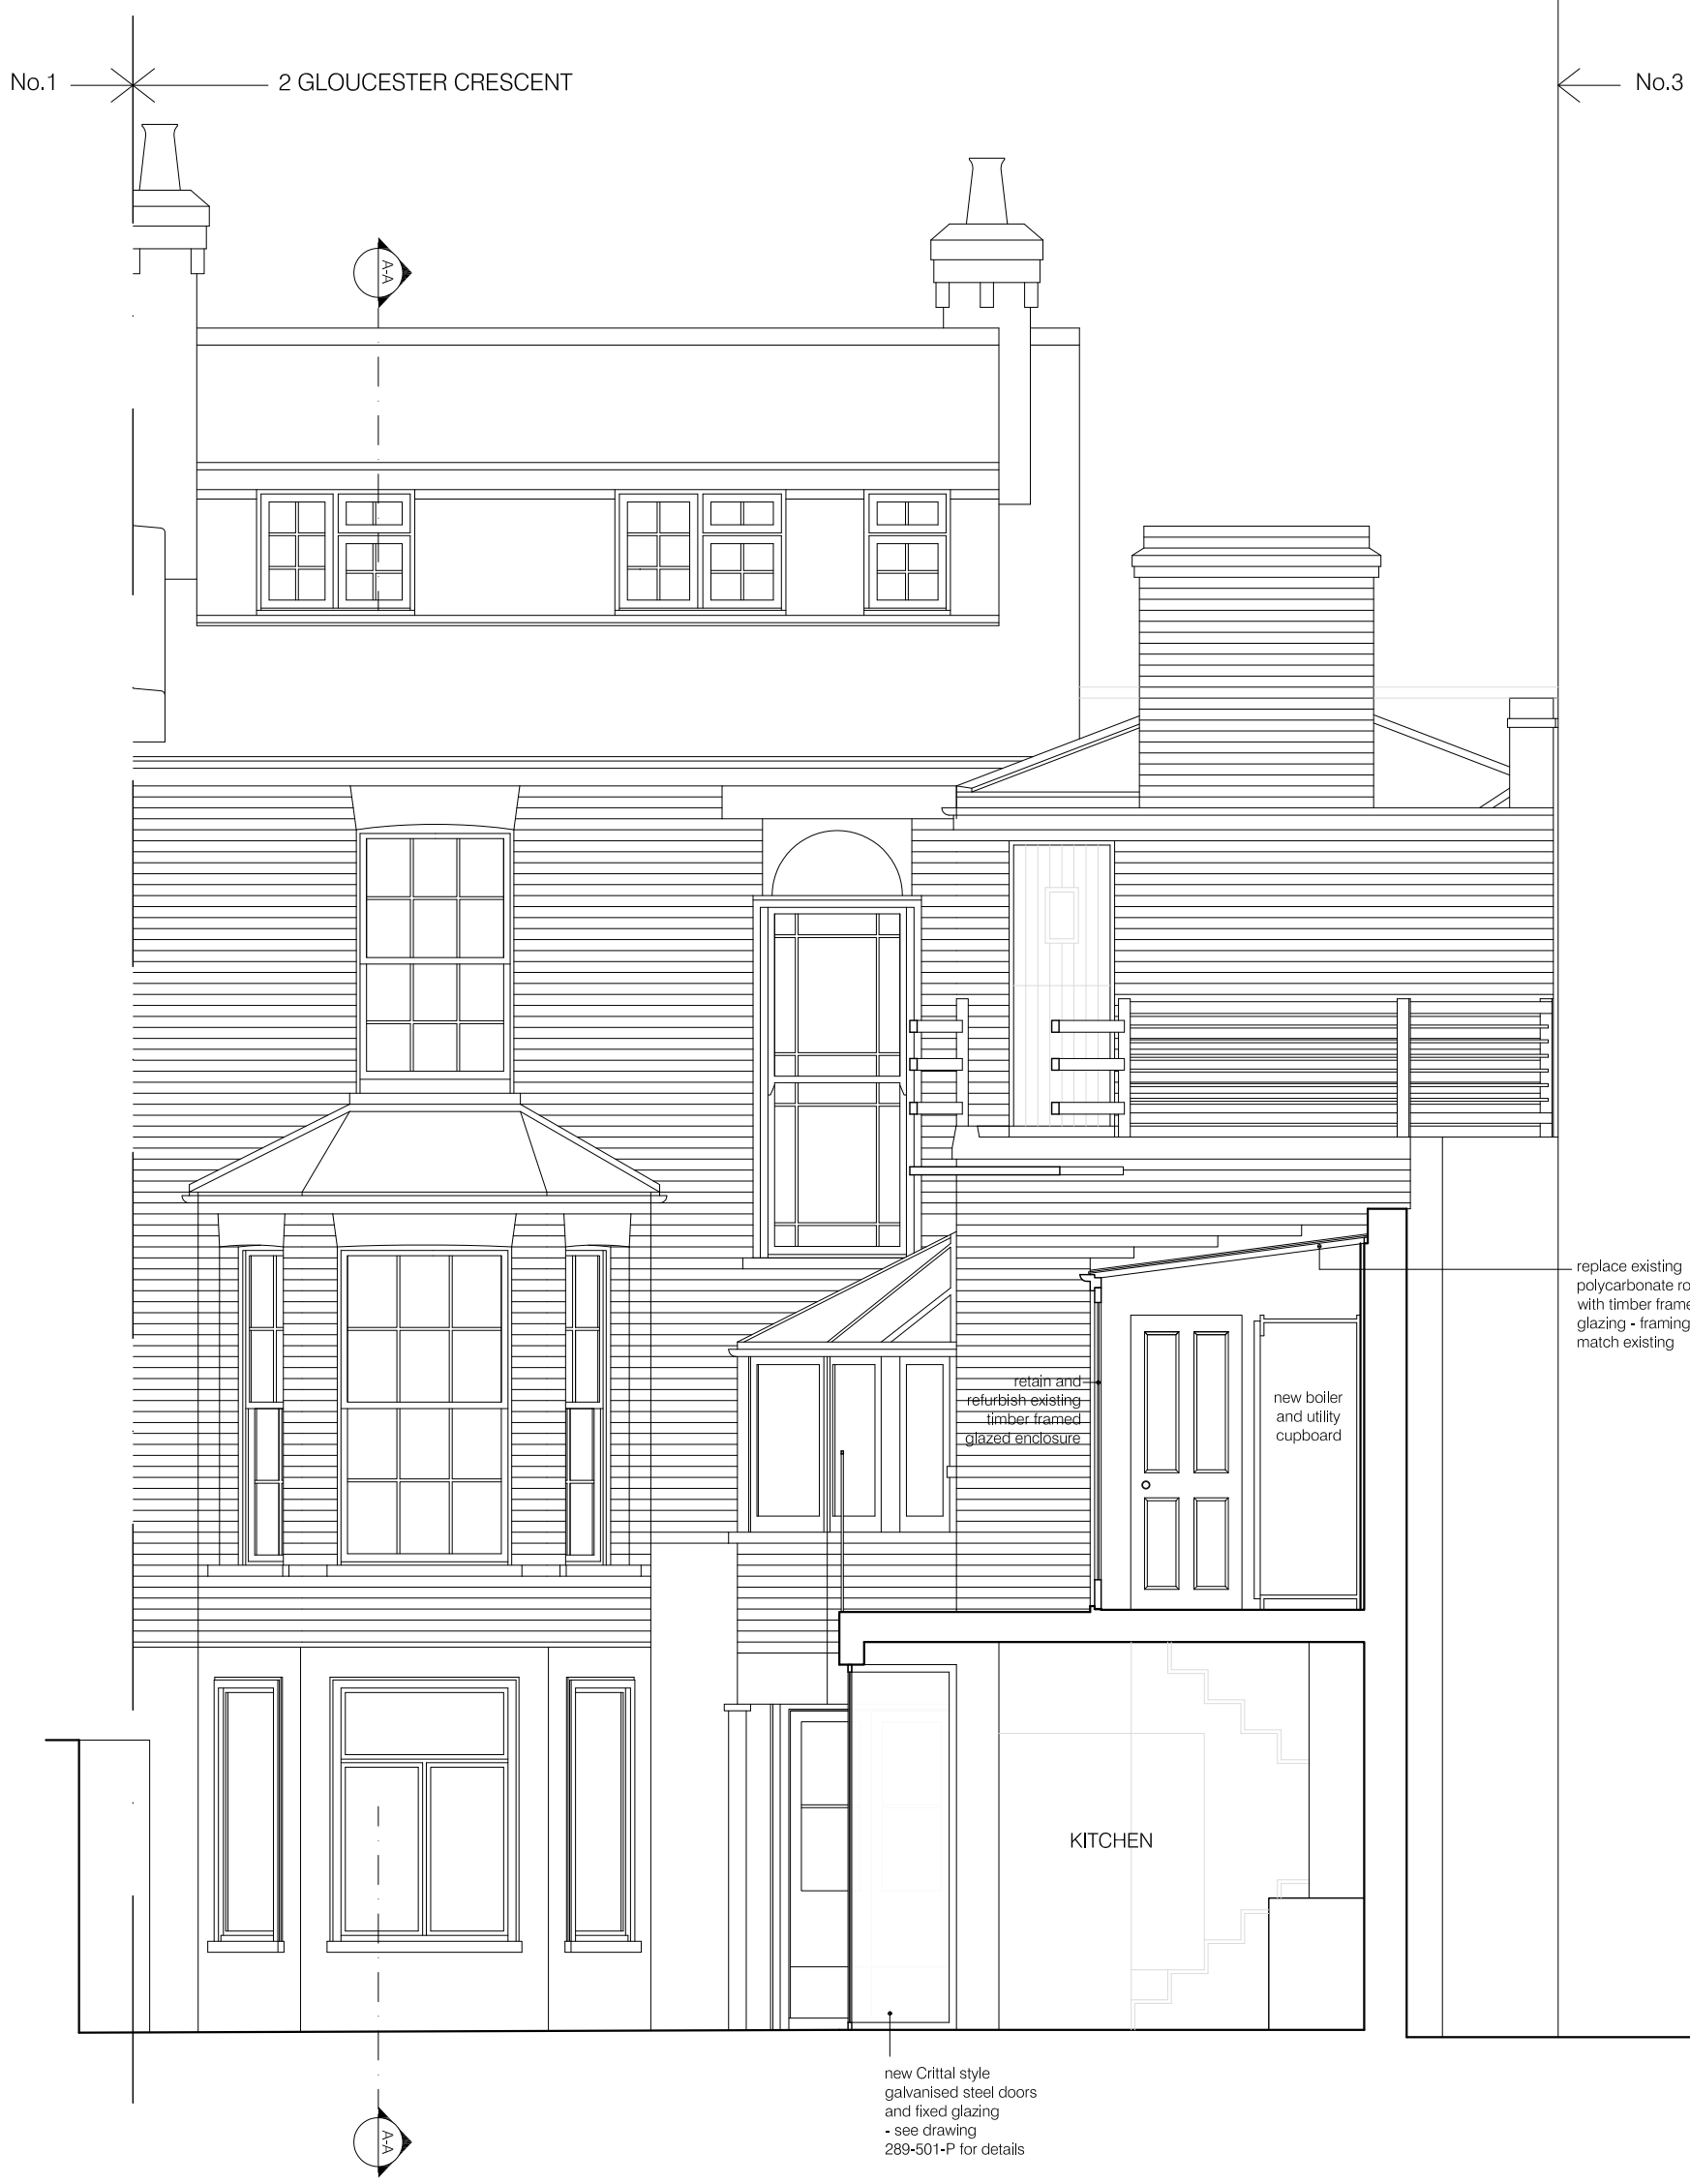 No.1
2 GLOUCESTER CRESCENT
No.3
A-A
replace existing
polycarbonate
with timber
glazing - framing
match existing
retain and
refurbish existing
timber framed
glazed enclosure
new boiler
and utility
cupboard
KITCHEN
new Crittal style
galvanised steel doors
and fixed glazing
- see drawing
289-501-P for details
A-A